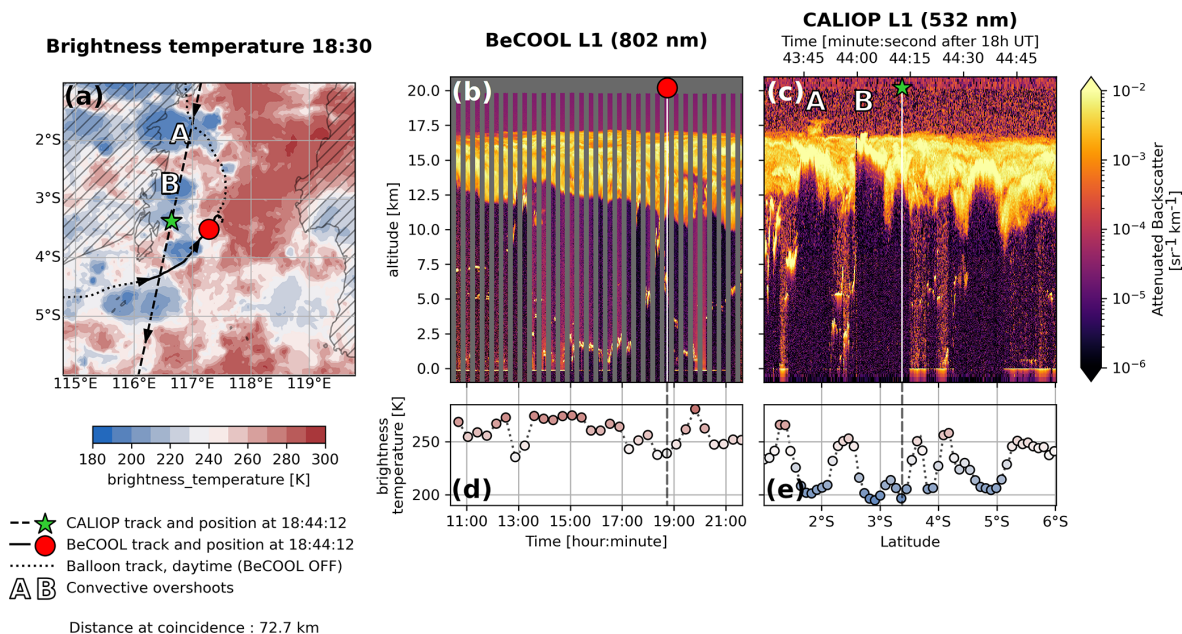 Brightness temperature 18:30
(a)
A
B
2°S
3°S
4°S
5°S
115°E 116°E 117°E 118°E 119°E
180 200 220 240 260 280 300
brightness_temperature [K]
CALIOP track and position at 18:44:12
BeCOOL track and position at 18:44:12
Balloon track, daytime (BeCOOL OFF)
A B Convective overshoots
Distance at coincidence : 72.7 km
BeCOOL L1 (802 nm)
(b)
20.0
17.5
15.0
12.5
10.0
7.5
5.0
2.5
0.0
altitude [km]
CALIOP L1 (532 nm)
Time [minute:second after 18h UT]
43:45 44:00 44:15 44:30 44:45
(c)
A B
10⁻²
10⁻³
10⁻⁴
10⁻⁵
10⁻⁶
Attenuated Backscatter
[sr⁻¹ km⁻¹]
brightness
temperature [K]
250
200
(d)
11:00 13:00 15:00 17:00 19:00 21:00
Time [hour:minute]
(e)
2°S 3°S 4°S 5°S 6°S
Latitude